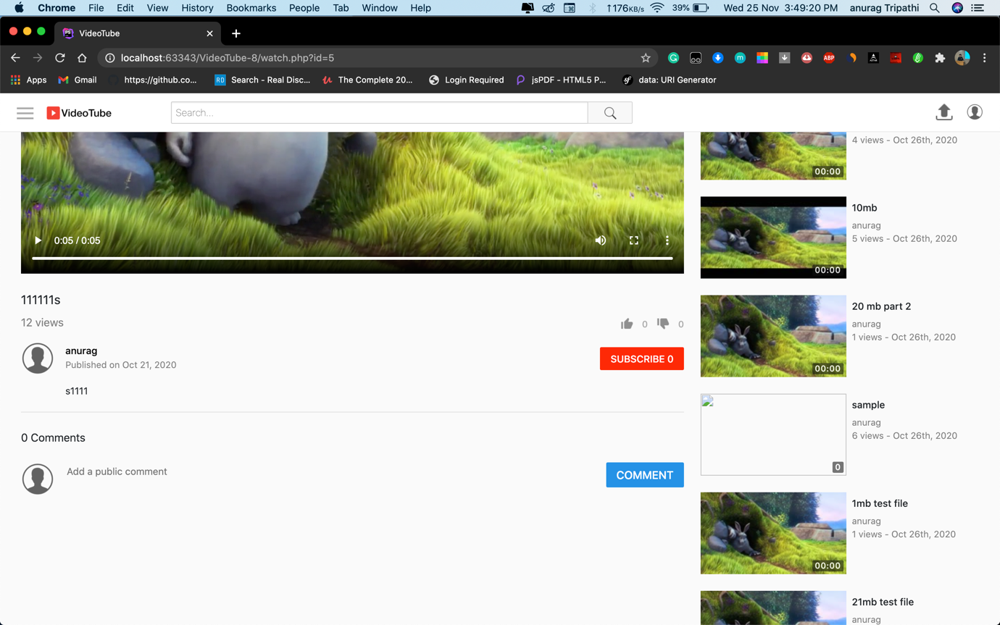 Chrome File Edit View History Bookmarks People Tab Window Help ↑176KB/s 39% Wed 25 Nov 3:49:20 PM anurag Tripathi
VideoTube
localhost:63343/VideoTube-8/watch.php?id=5
ABP
Apps Gmail https://github.co... RD Search - Real Disc... The Complete 20... Login Required jsPDF - HTML5 P... data: URI Generator
VideoTube Search...
4 views - Oct 26th, 2020
00:00
10mb
anurag
5 views - Oct 26th, 2020
00:00
0:05 / 0:05
111111s
12 views
0 0
anurag
Published on Oct 21, 2020
SUBSCRIBE 0
s1111
0 Comments
Add a public comment
COMMENT
20 mb part 2
anurag
1 views - Oct 26th, 2020
00:00
sample
anurag
6 views - Oct 26th, 2020
0
1mb test file
anurag
1 views - Oct 26th, 2020
00:00
21mb test file
anurag